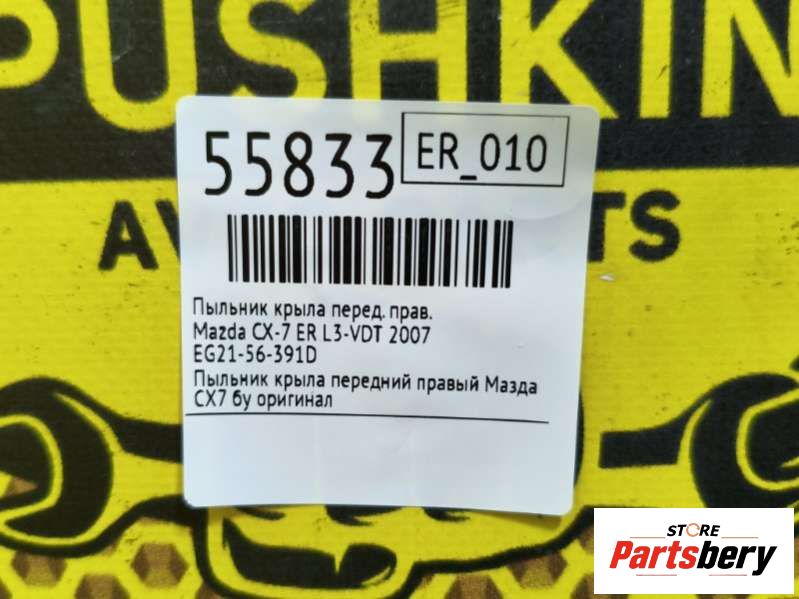 PUSHKIN
55833
ER_010
Пыльник крыла перед. прав.
Mazda CX-7 ER L3-VDT 2007
EG21-56-391D
Пыльник крыла передний правый Мазда
СХ7 бу оригинал
STORE
Partsbery